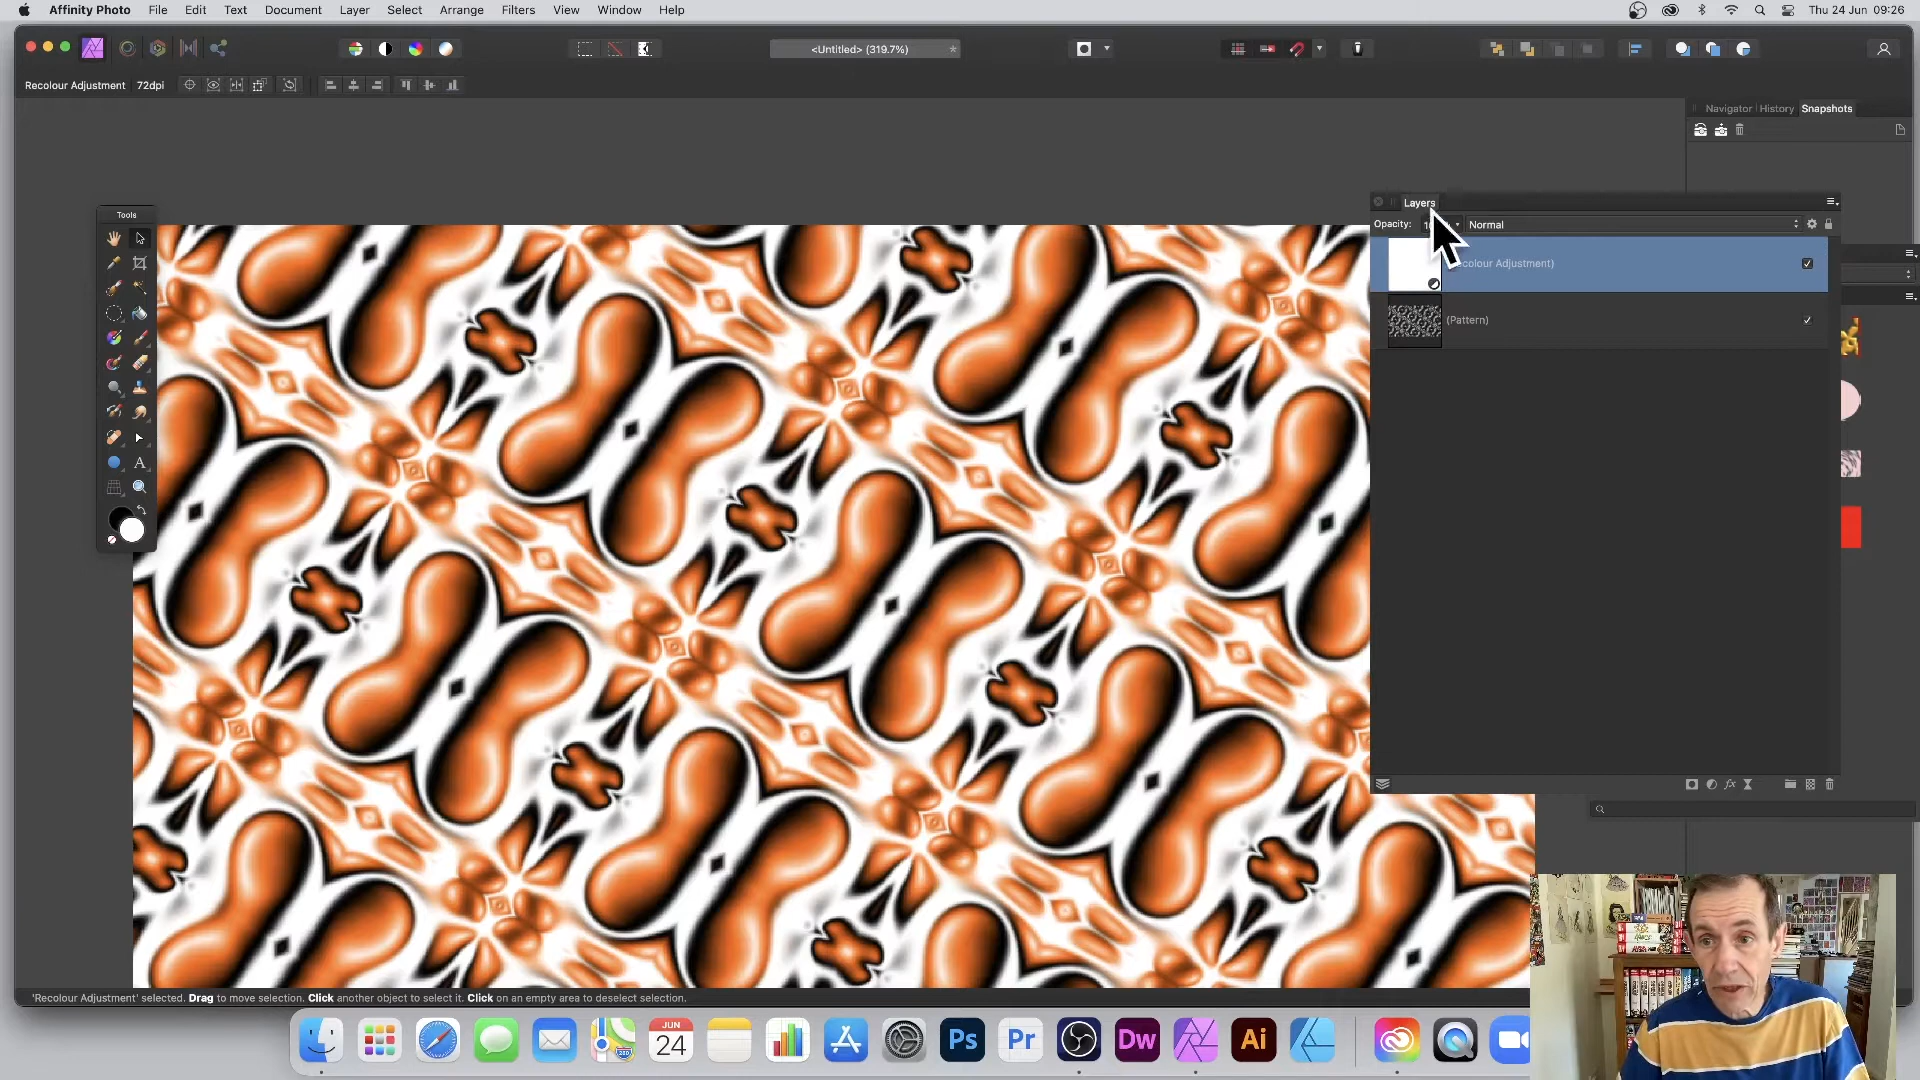 Affinity Photo File Edit Text Document Layer Select Arrange Filters View Window Help Thu 24 Jun 09:26
<Untitled> (319.7%) *
Recolour Adjustment 72dpi
Navigator History Snapshots
Layers
Opacity: Normal
colour Adjustment)
(Pattern)
Tools
A
'Recolour Adjustment' selected. Drag to move selection. Click another object to select it. Click on an empty area to deselect selection.
JUN
24
280
Ps
Pr
Dw
Ai
fx